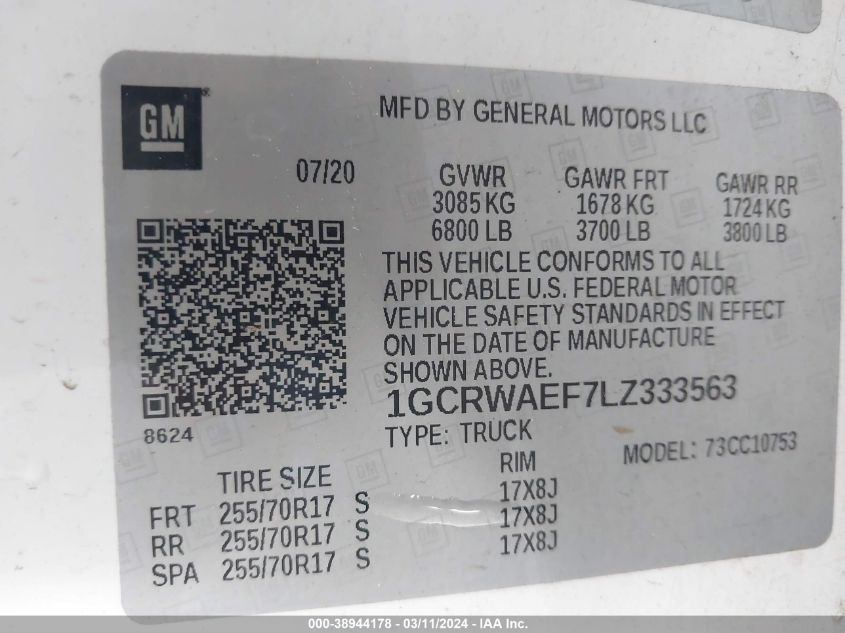 GM
MFD BY GENERAL MOTORS LLC
07/20
GVWR GAWR FRT GAWR RR
3085 KG 1678 KG 1724 KG
6800 LB 3700 LB 3800 LB
THIS VEHICLE CONFORMS TO ALL
APPLICABLE U.S. FEDERAL MOTOR
VEHICLE SAFETY STANDARDS IN EFFECT
ON THE DATE OF MANUFACTURE
SHOWN ABOVE.
1GCRWAEF7LZ333563
8624
TYPE: TRUCK
MODEL: 73CC10753
TIRE SIZE RIM
FRT 255/70R17 S 17X8J
RR 255/70R17 S 17X8J
SPA 255/70R17 S 17X8J
000-38944178 - 03/11/2024 - IAA Inc.